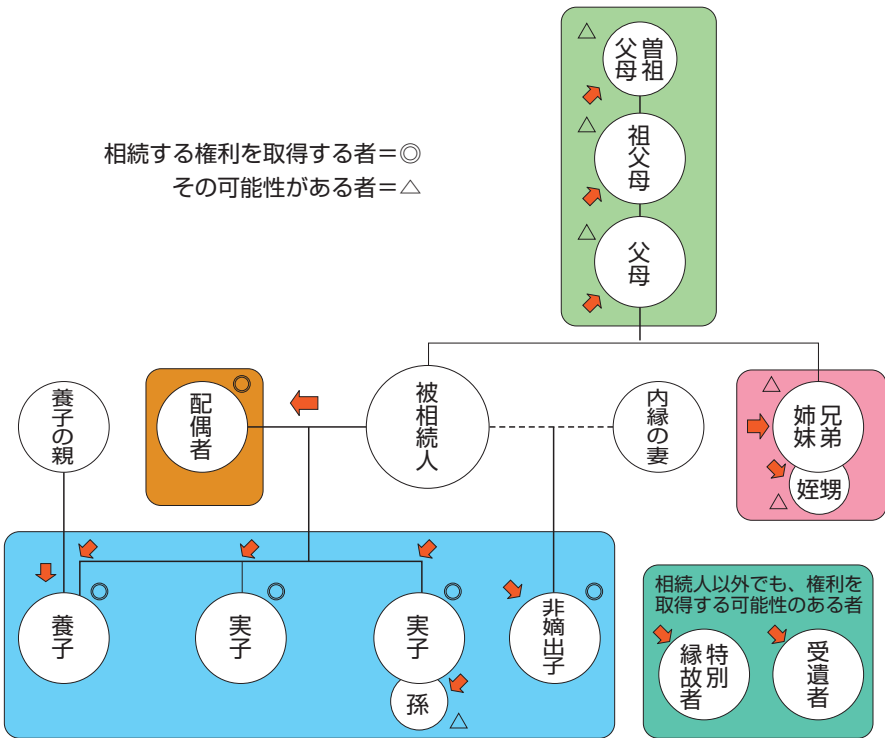 曽祖
父母
△
祖父母
△
父母
△
相続する権利を取得する者=◎
その可能性がある者=△
養子の親
配偶者
◎
被相続人
内縁の妻
兄弟
姉妹
△
甥
姪
△
養子
◎
実子
◎
実子
◎
孫
△
非嫡出子
◎
相続人以外でも、権利を
取得する可能性のある者
特別
縁故者
受遺者